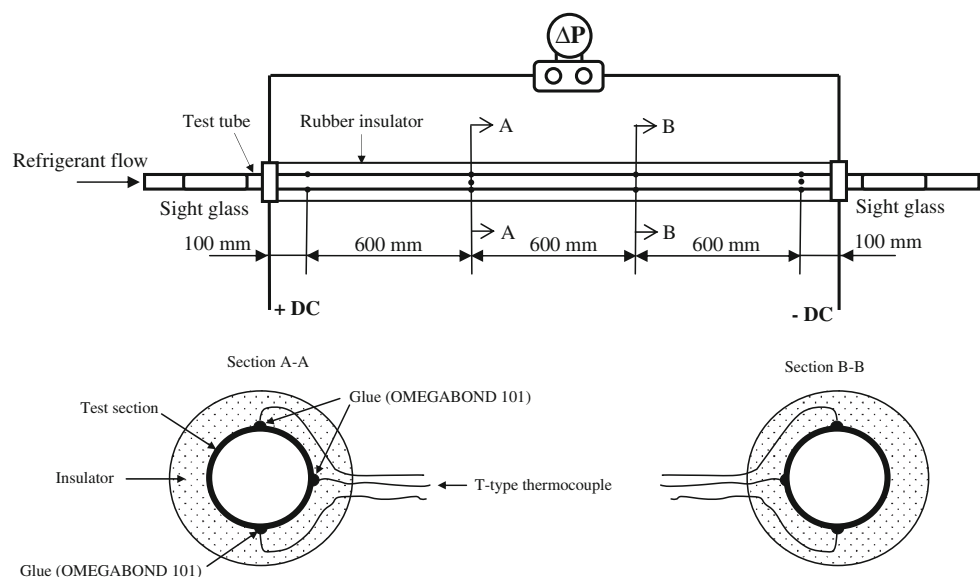 ΔP
Test tube
Rubber insulator
A
B
Refrigerant flow
Sight glass
Sight glass
A
B
100 mm
600 mm
600 mm
600 mm
100 mm
+ DC
- DC
Section A-A
Section B-B
Glue (OMEGABOND 101)
Test section
Insulator
T-type thermocouple
Glue (OMEGABOND 101)